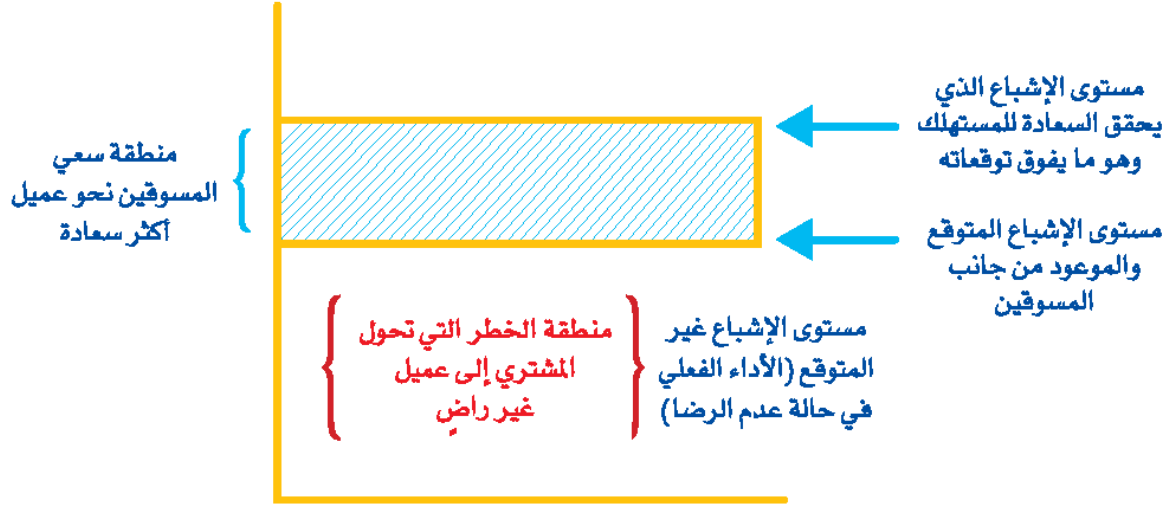 مستوى الإشباع الذي
يحقق السعادة للمستهلك
وهو ما يفوق توقعاته
منطقة سعي
المسوقين نحو عميل
أكثر سعادة
مستوى الإشباع المتوقع
والموعود من جانب
المسوقين
مستوى الإشباع غير
المتوقع (الأداء الفعلي
في حالة عدم الرضا)
منطقة الخطر التي تحول
المشتري إلى عميل
غير راضٍ